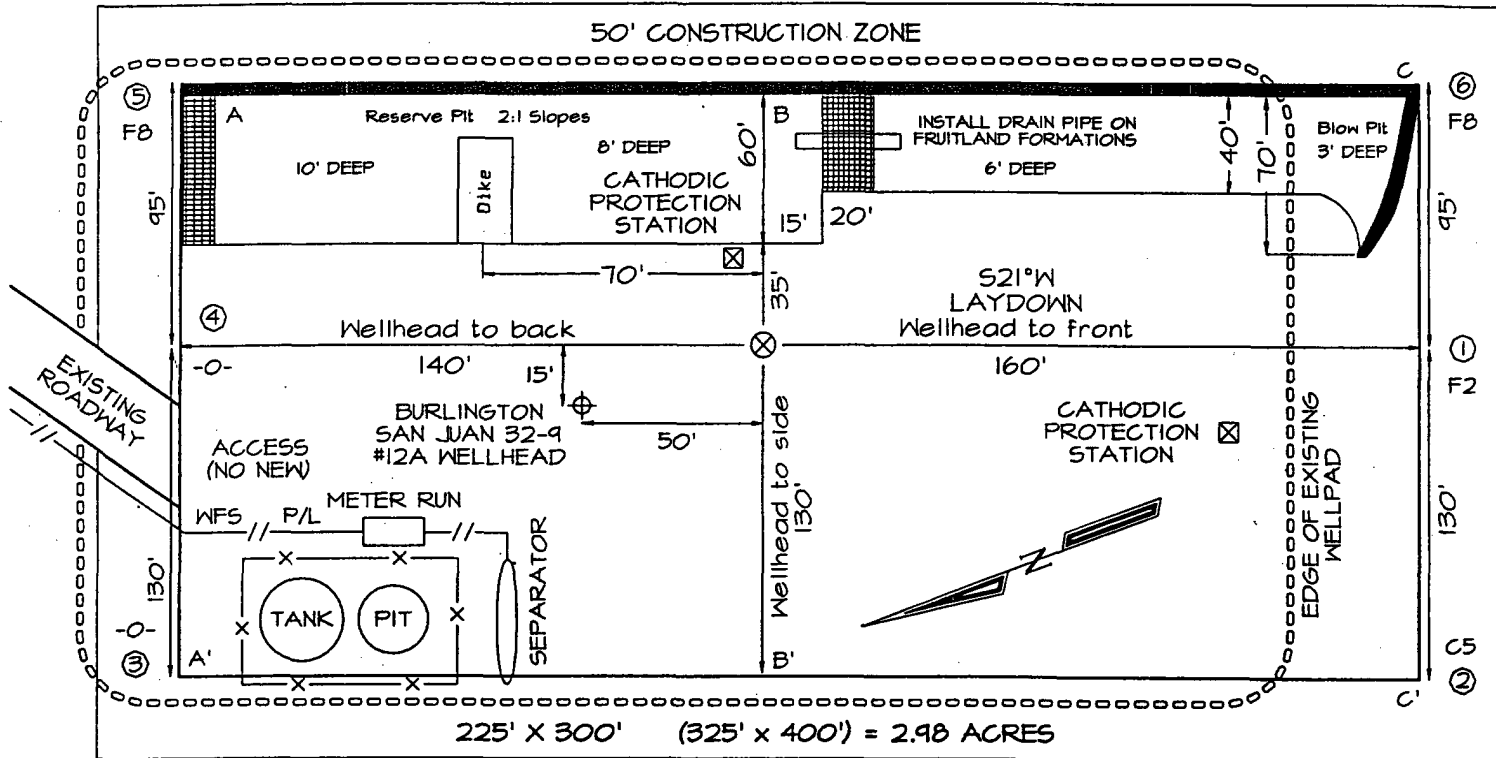 50' CONSTRUCTION ZONE
C
⑤
F8
A
Reserve Pit 2:1 Slopes
10' DEEP
8' DEEP
Dike
CATHODIC
PROTECTION
STATION
B
60'
15'
20'
INSTALL DRAIN PIPE ON
FRUITLAND FORMATIONS
6' DEEP
40'
70'
Blow Pit
3' DEEP
⑥
F8
95'
95'
70'
35'
S21°W
LAYDOWN
④
Wellhead to back
Wellhead to front
-0-
140'
160'
①
F2
15'
EXISTING
ROADWAY
BURLINGTON
SAN JUAN 32-9
#12A WELLHEAD
50'
ACCESS
(NO NEW)
CATHODIC
PROTECTION
STATION
Wellhead to side
130'
EDGE OF EXISTING
WELLPAD
WFS // P/L
METER RUN
//
//
SEPARATOR
N
130'
130'
TANK
PIT
-0-
③
A'
B'
C5
②
C'
225' X 300' (325' x 400') = 2.98 ACRES